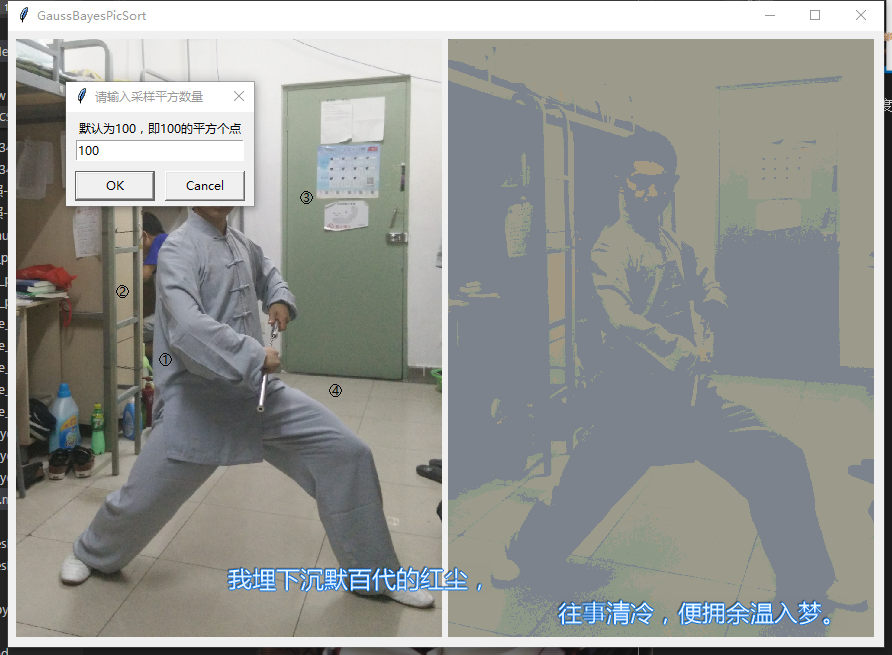 GaussBayesPicSort
请输入采样平方数量
默认为100，即100的平方个点
100
OK
Cancel
③
②
①
④
我埋下沉默百代的红尘，
往事清冷，便拥余温入梦。